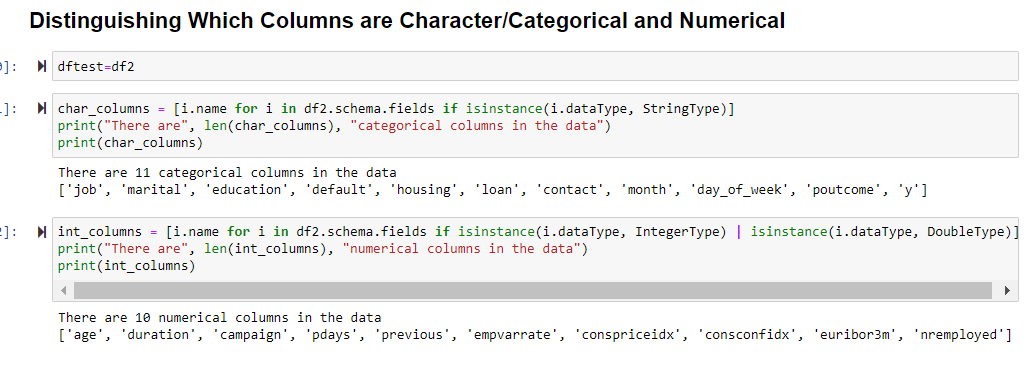 Distinguishing Which Columns are Character/Categorical and Numerical
]:
dftest=df2
]:
char_columns = [i.name for i in df2.schema.fields if isinstance(i.dataType, StringType)]
print("There are", len(char_columns), "categorical columns in the data")
print(char_columns)
There are 11 categorical columns in the data
['job', 'marital', 'education', 'default', 'housing', 'loan', 'contact', 'month', 'day_of_week', 'poutcome', 'y']
]:
int_columns = [i.name for i in df2.schema.fields if isinstance(i.dataType, IntegerType) | isinstance(i.dataType, DoubleType)]
print("There are", len(int_columns), "numerical columns in the data")
print(int_columns)
There are 10 numerical columns in the data
['age', 'duration', 'campaign', 'pdays', 'previous', 'empvarrate', 'conspriceidx', 'consconfidx', 'euribor3m', 'nremployed']